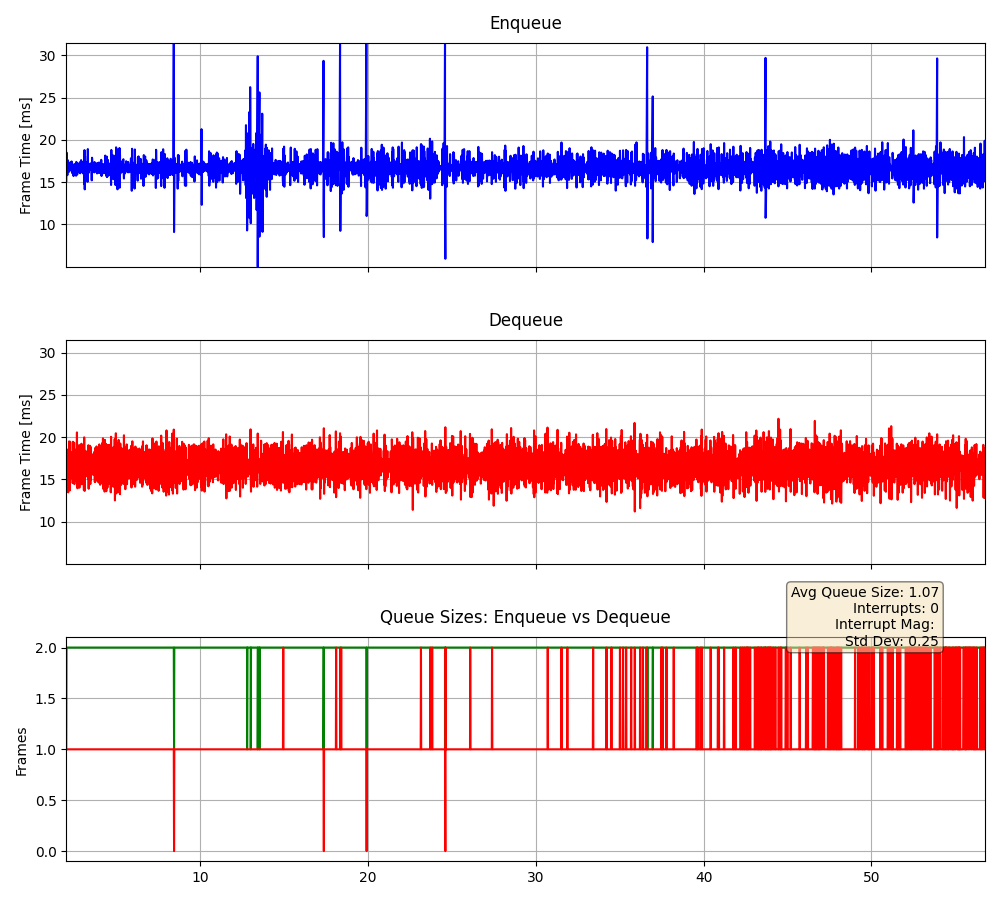 Enqueue
30
25
20
15
10
Frame Time [ms]
Dequeue
30
25
20
15
10
Frame Time [ms]
Avg Queue Size: 1.07
Interrupts: 0
Interrupt Mag:
Std Dev: 0.25
Queue Sizes: Enqueue vs Dequeue
2.0
1.5
1.0
0.5
0.0
Frames
10 20 30 40 50